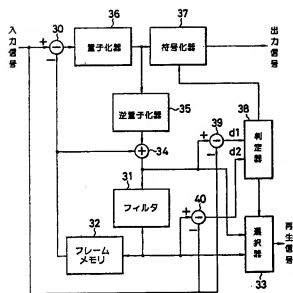 36
37
入力信号
+
30
−
量子化器
符号化器
出力信号
35
逆量子化器
39
+
−
d1
38
判定器
+
34
d2
31
フィルタ
40
+
−
32
フレームメモリ
選択器
33
再生信号